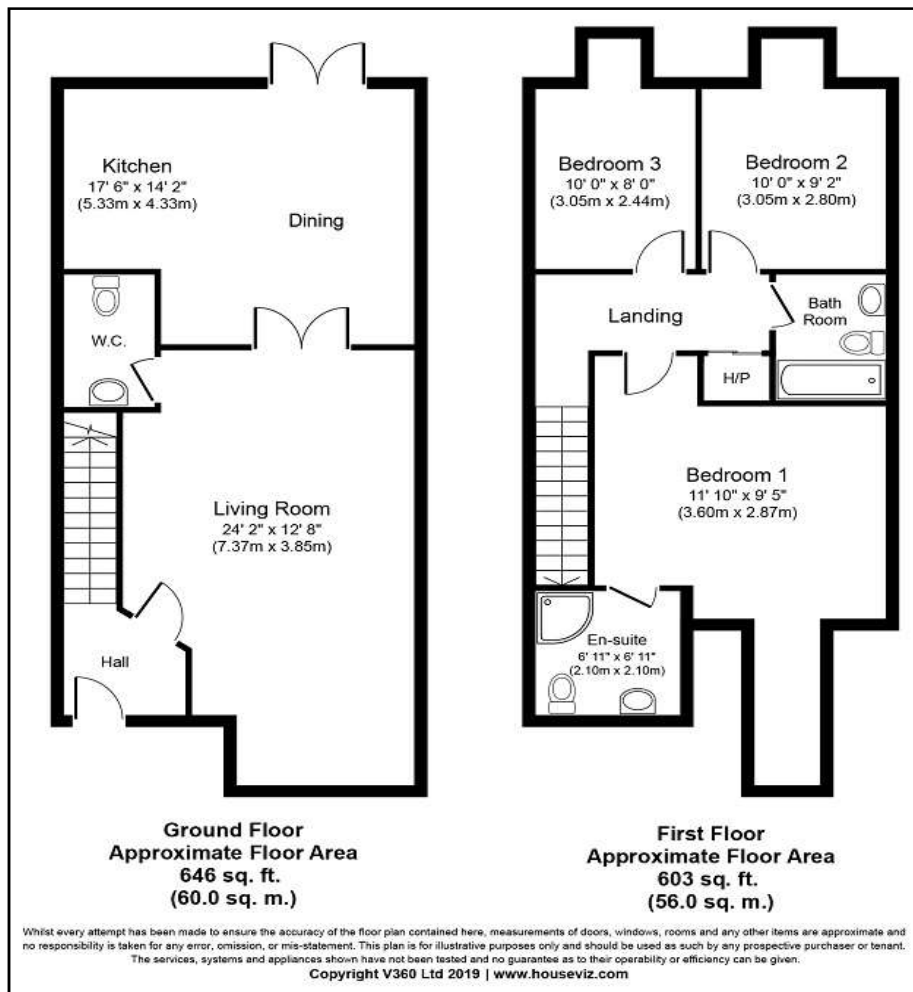 Kitchen
17' 6" x 14' 2"
(5.33m x 4.33m)
Dining
W.C.
Living Room
24' 2" x 12' 8"
(7.37m x 3.85m)
Hall
Ground Floor
Approximate Floor Area
646 sq. ft.
(60.0 sq. m.)
Bedroom 3
10' 0" x 8' 0"
(3.05m x 2.44m)
Bedroom 2
10' 0" x 9' 2"
(3.05m x 2.80m)
Landing
Bath
Room
H/P
Bedroom 1
11' 10" x 9' 5"
(3.60m x 2.87m)
En-suite
6' 11" x 6' 11"
(2.10m x 2.10m)
First Floor
Approximate Floor Area
603 sq. ft.
(56.0 sq. m.)
Whilst every attempt has been made to ensure the accuracy of the floor plan contained here, measurements of doors, windows, rooms and any other items are approximate and
no responsibility is taken for any error, omission, or mis-statement. This plan is for illustrative purposes only and should be used as such by any prospective purchaser or tenant.
The services, systems and appliances shown have not been tested and no guarantee as to their operability or efficiency can be given.
Copyright V360 Ltd 2019 | www.houseviz.com